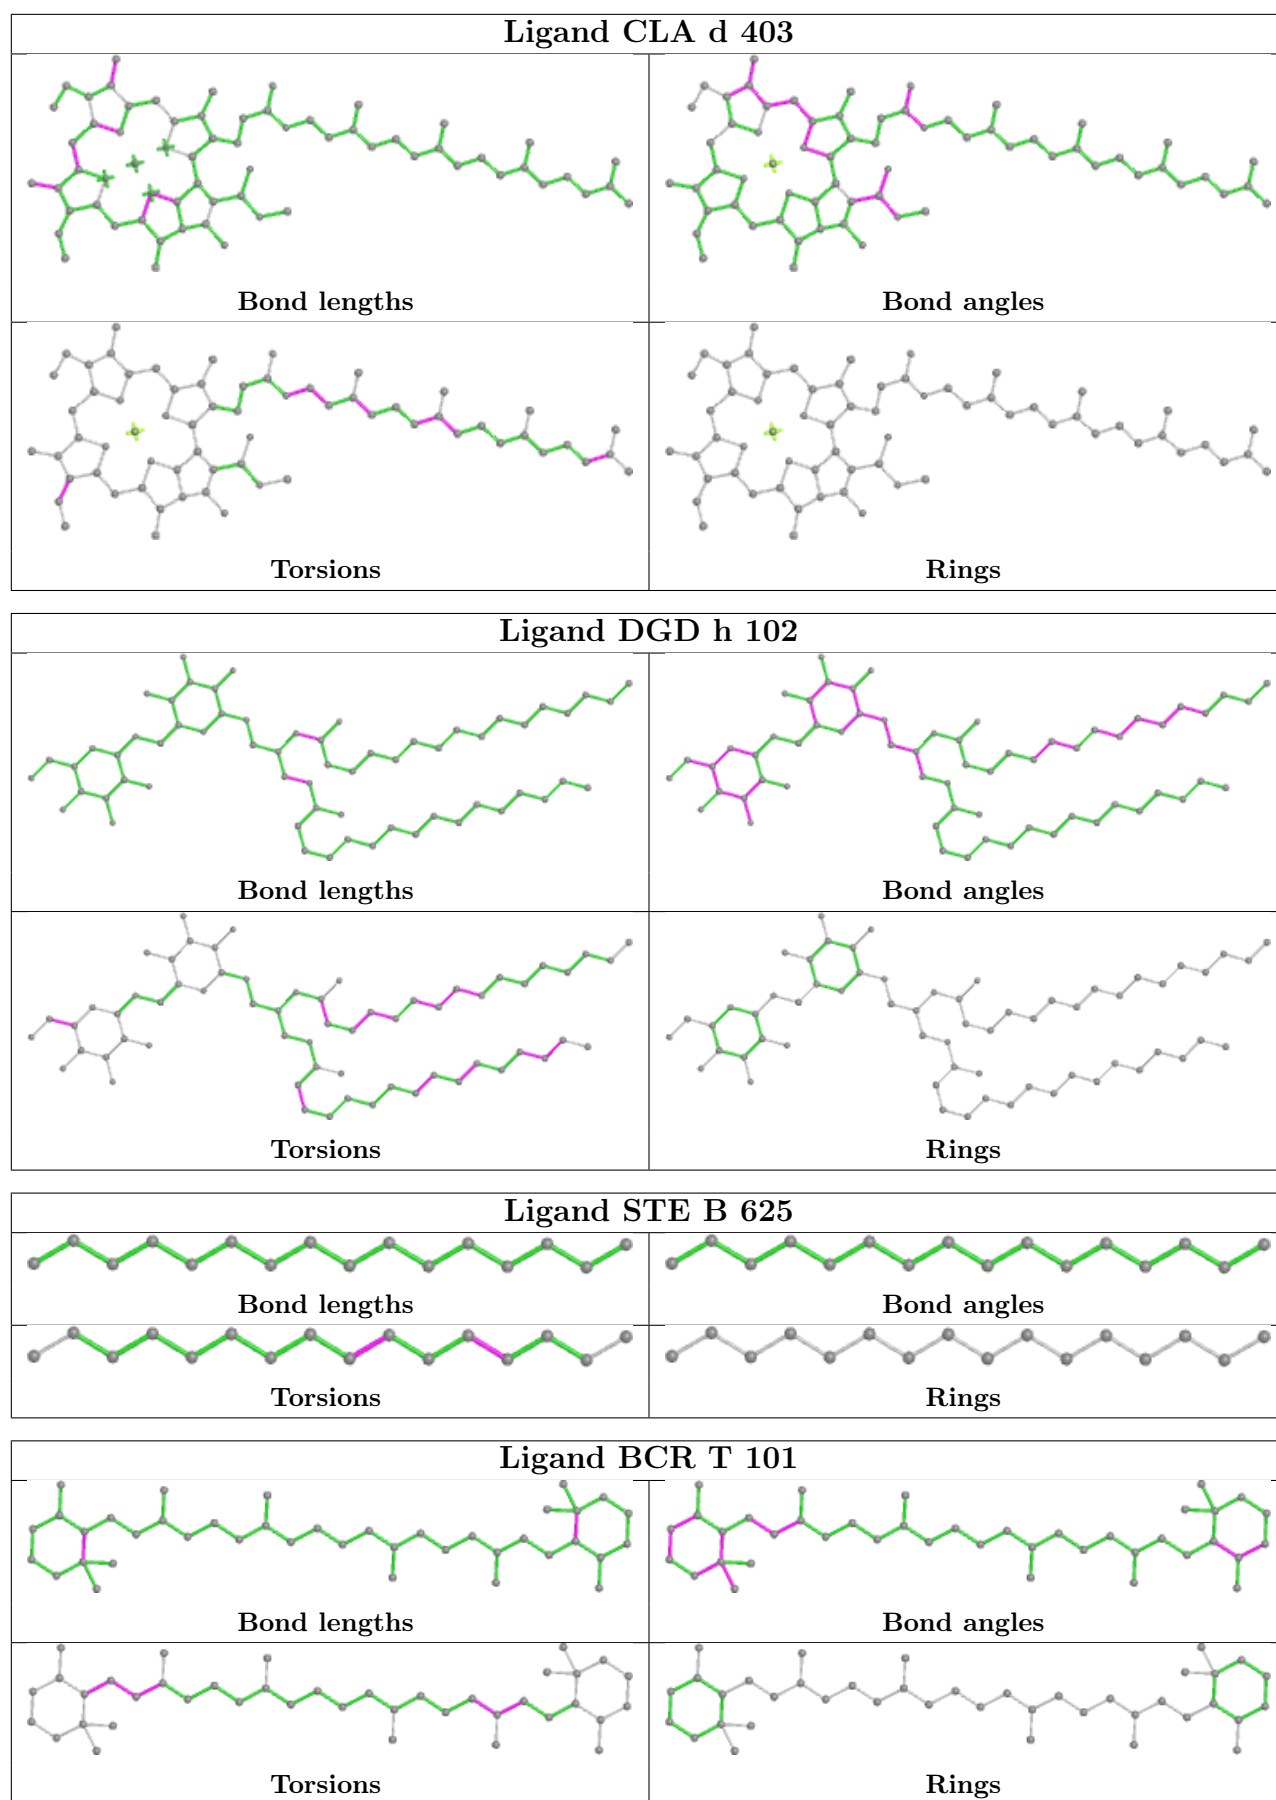 Ligand CLA d 403
Bond lengths
Bond angles
Torsions
Rings
Ligand DGD h 102
Bond lengths
Bond angles
Torsions
Rings
Ligand STE B 625
Bond lengths
Bond angles
Torsions
Rings
Ligand BCR T 101
Bond lengths
Bond angles
Torsions
Rings